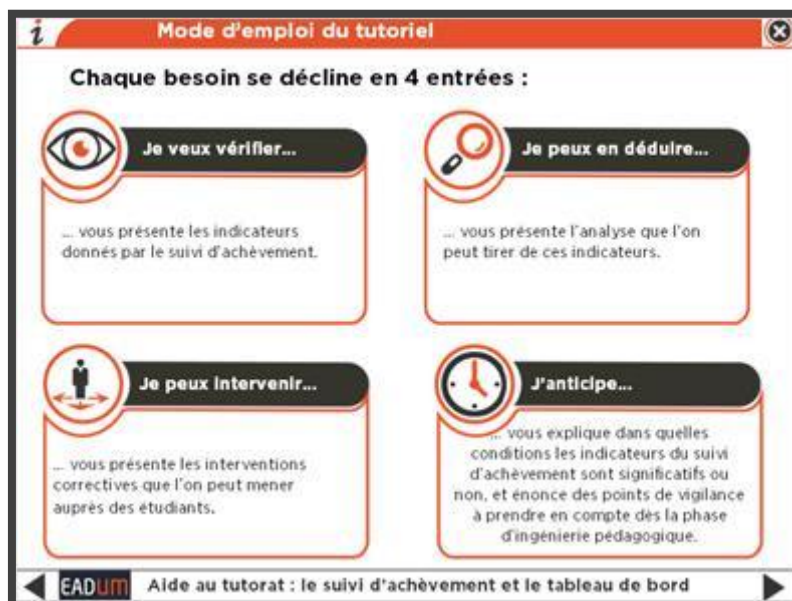 i
Mode d'emploi du tutoriel
Chaque besoin se décline en 4 entrées :
Je veux vérifier...
... vous présente les indicateurs
donnés par le suivi d'achèvement.
Je peux en déduire...
... vous présente l'analyse que l'on
peut tirer de ces indicateurs.
Je peux intervenir...
... vous présente les interventions
correctives que l'on peut mener
auprès des étudiants.
J'anticipe...
... vous explique dans quelles
conditions les indicateurs du suivi
d'achèvement sont significatifs ou
non, et énonce des points de vigilance
à prendre en compte dès la phase
d'ingénierie pédagogique.
EADUM Aide au tutorat : le suivi d'achèvement et le tableau de bord